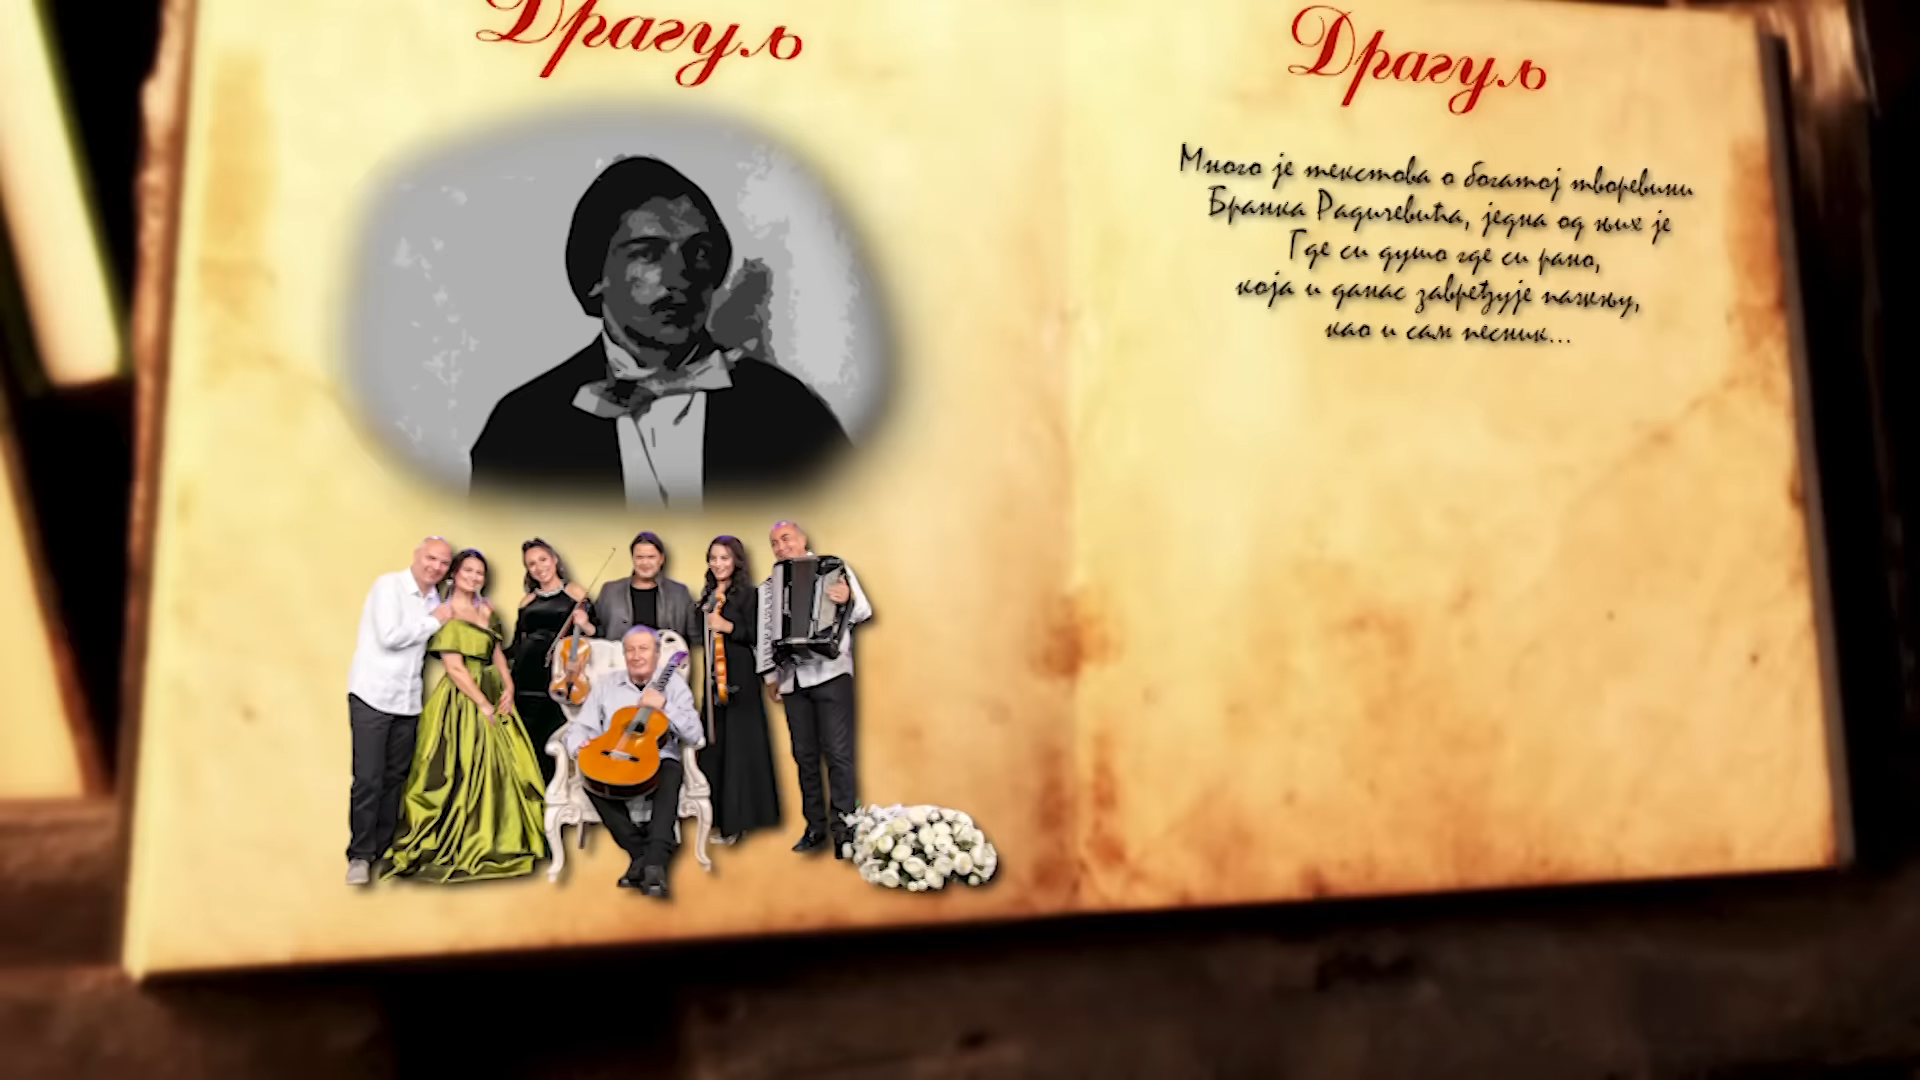 Драгуљ
Драгуљ
Много је текстова о богатој творевини
Бранка Радичевића, једна од њих је
Где си душо где си рано,
која и данас завређује пажњу,
као и сам песник...